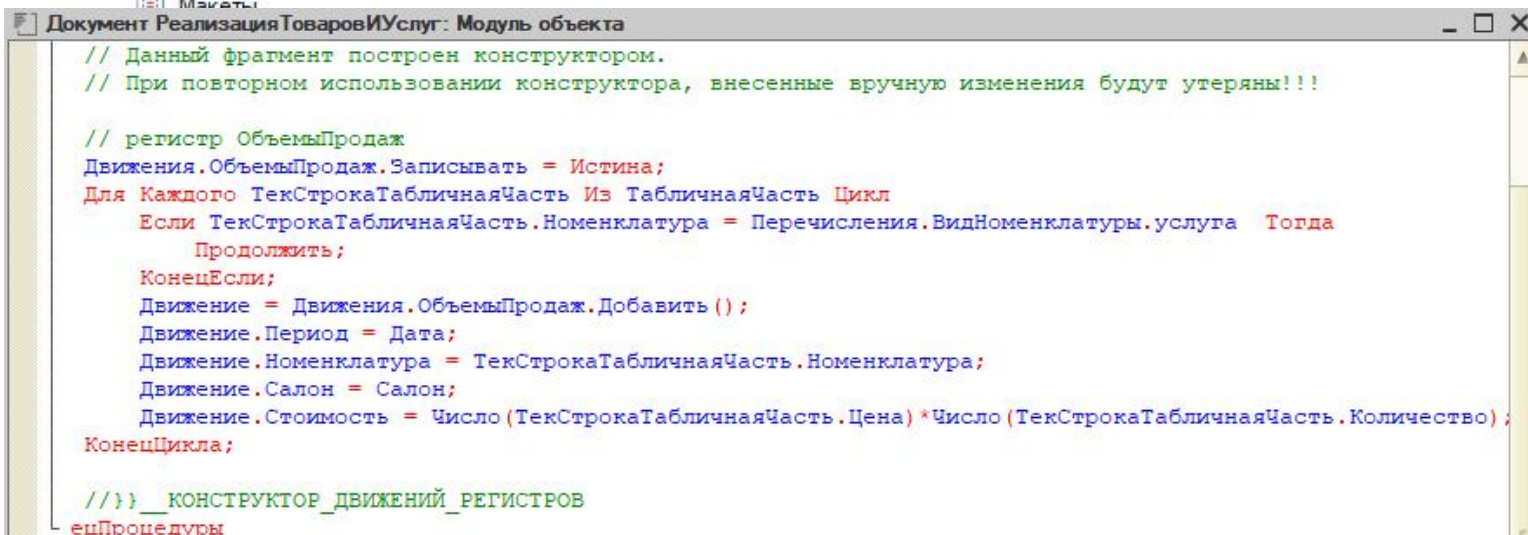 Макеты
Документ РеализацияТоваровИУслуг: Модуль объекта
// Данный фрагмент построен конструктором.
// При повторном использовании конструктора, внесенные вручную изменения будут утеряны!!!
// регистр ОбъемыПродаж
Движения.ОбъемыПродаж.Записывать = Истина;
Для Каждого ТекСтрокаТабличнаяЧасть Из ТабличнаяЧасть Цикл
Если ТекСтрокаТабличнаяЧасть.Номенклатура = Перечисления.ВидНоменклатуры.услуга Тогда
Продолжить;
КонецЕсли;
Движение = Движения.ОбъемыПродаж.Добавить();
Движение.Период = Дата;
Движение.Номенклатура = ТекСтрокаТабличнаяЧасть.Номенклатура;
Движение.Салон = Салон;
Движение.Стоимость = Число(ТекСтрокаТабличнаяЧасть.Цена)*Число(ТекСтрокаТабличнаяЧасть.Количество);
КонецЦикла;
//}}__КОНСТРУКТОР_ДВИЖЕНИЙ_РЕГИСТРОВ
ецПроцедуры